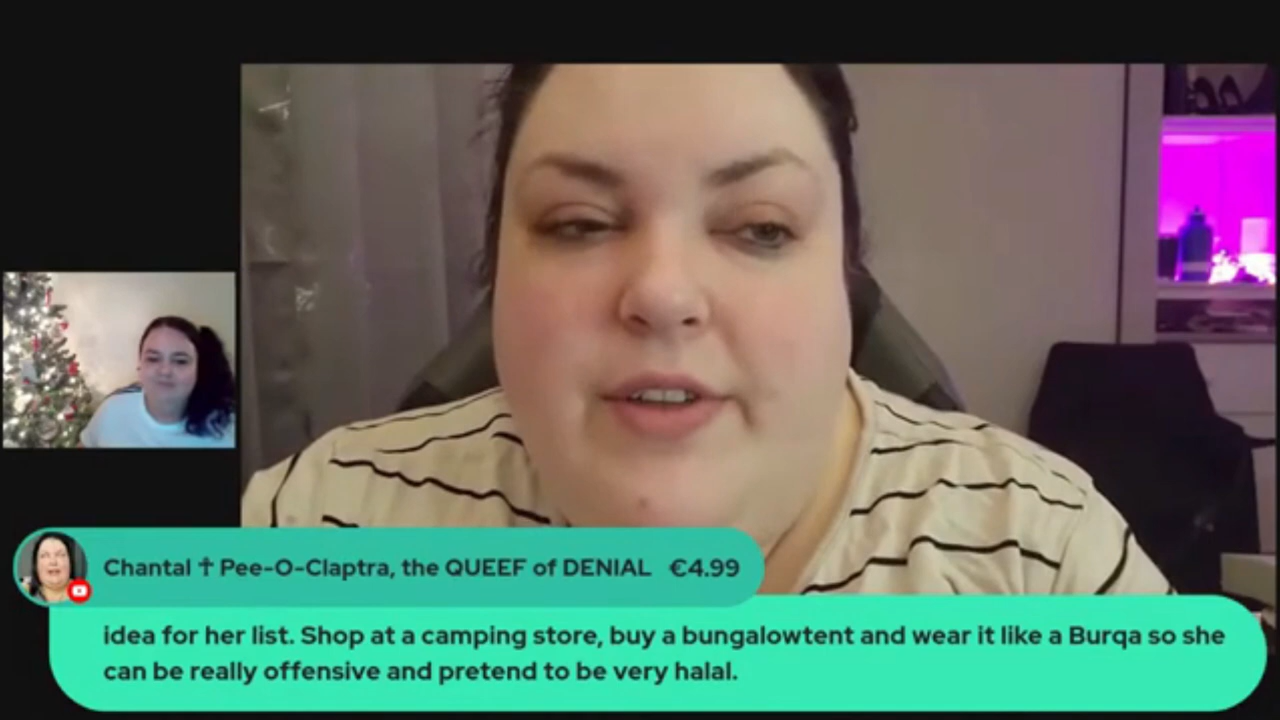 Chantal ☥ Pee-O-Claptra, the QUEEF of DENIAL €4.99
idea for her list. Shop at a camping store, buy a bungalowtent and wear it like a Burqa so she
can be really offensive and pretend to be very halal.